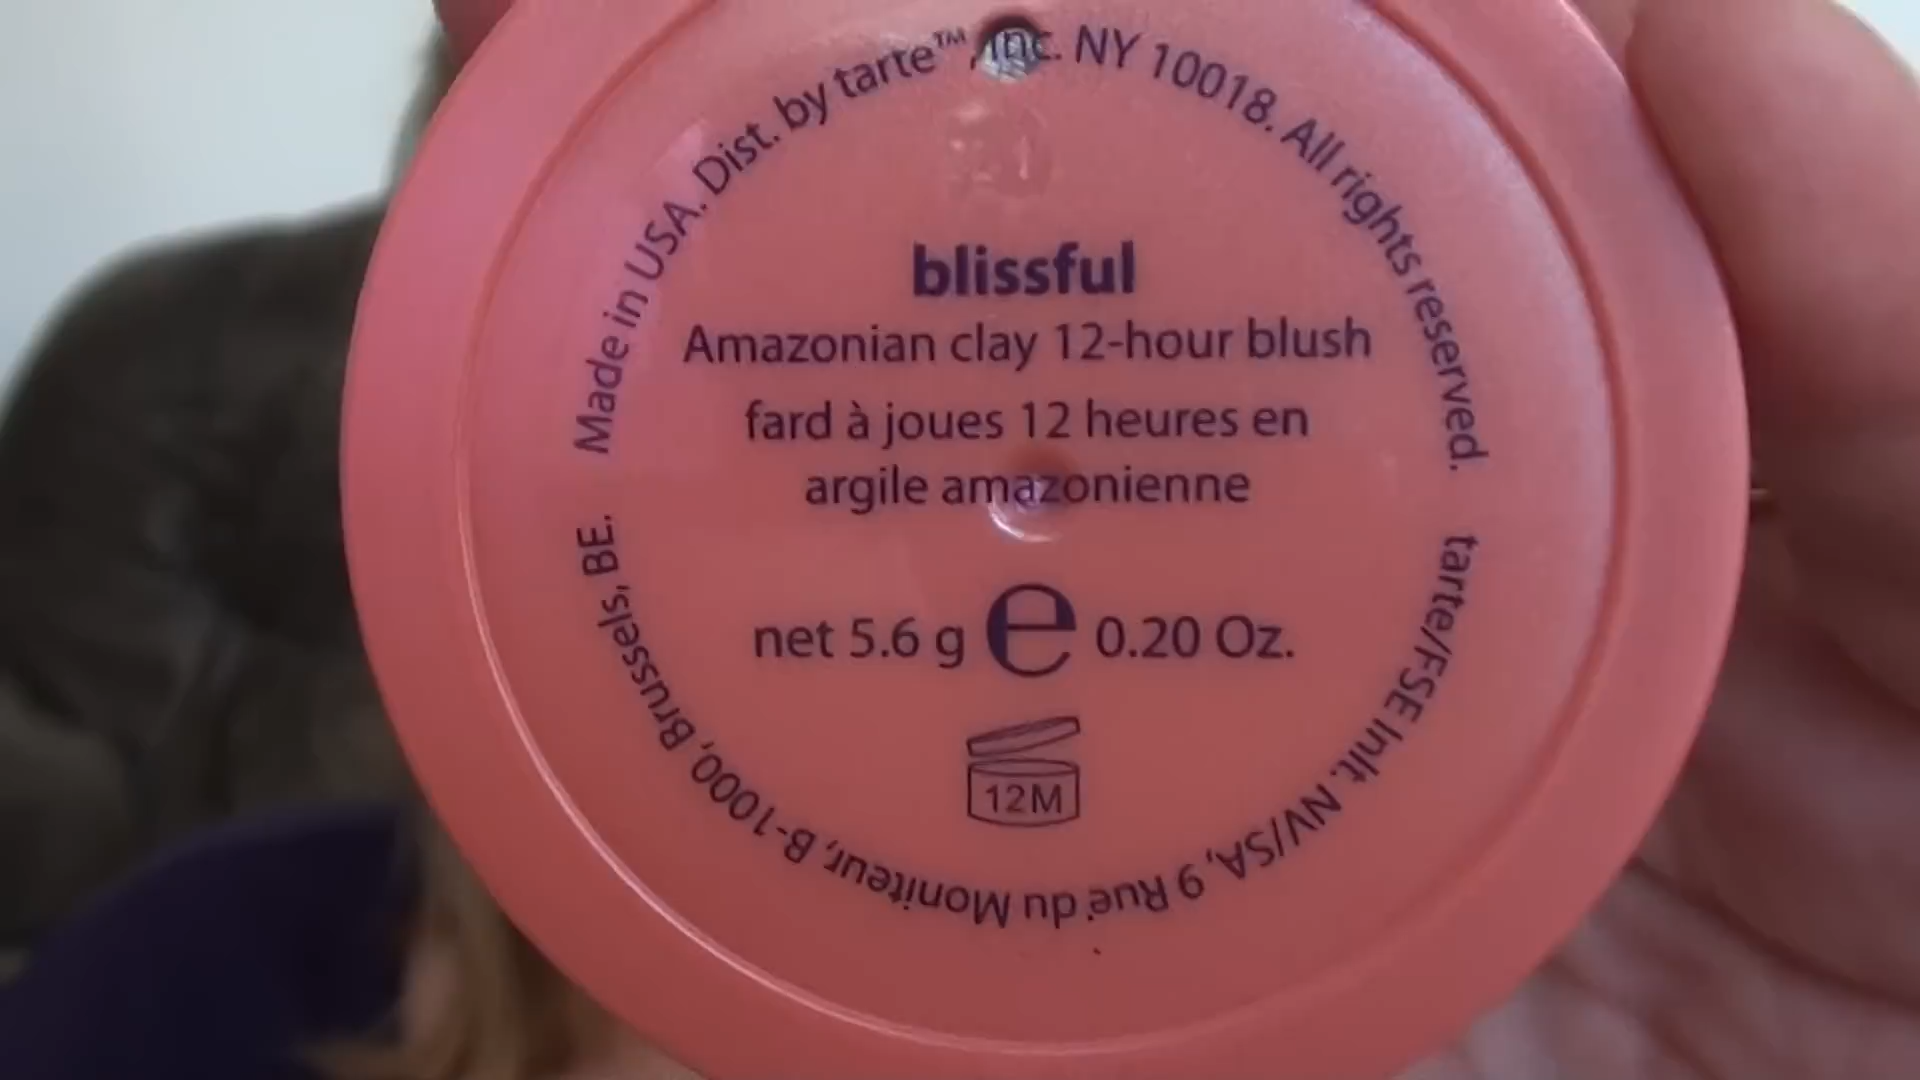 Made in USA. Dist. by tarte™, Inc. NY 10018. All rights reserved.
blissful
Amazonian clay 12-hour blush
fard à joues 12 heures en
argile amazonienne
net 5.6 g e 0.20 Oz.
12M
tarte/FSE Inlt. NV/SA, 9 Rue du Moniteur, B-1000, Brussels, BE.